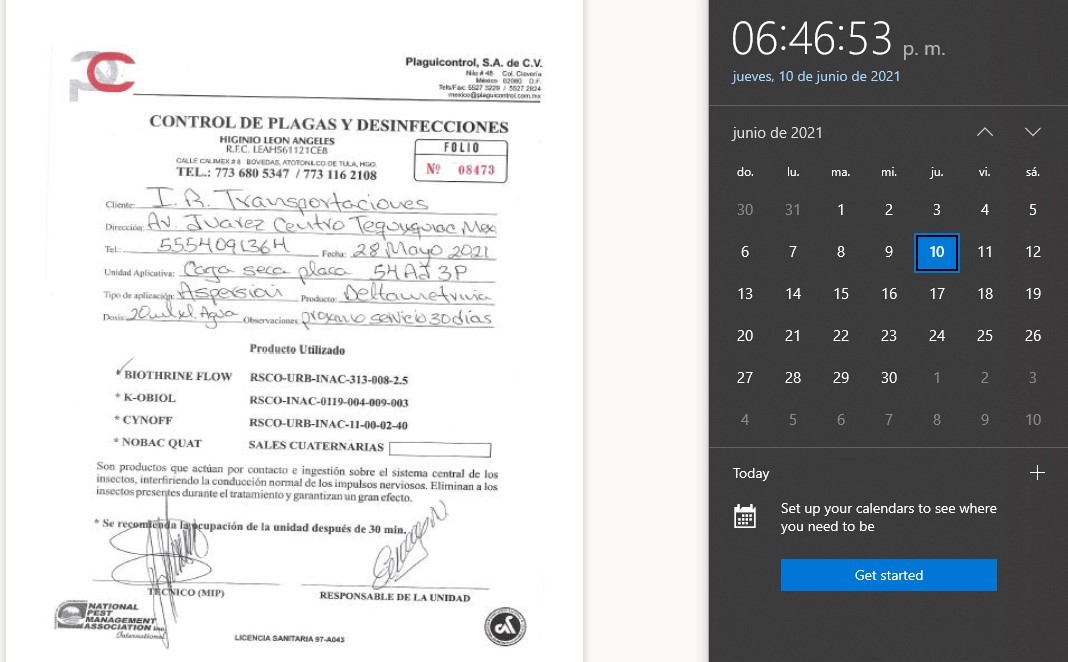 PC
Plaguicontrol, S.A. de C.V.
Nilo # 48 Col. Clavería
México 02080 D.F.
Tels/Fax: 5527 3229 / 5527 2824
mexico@plaguicontrol.com.mx
CONTROL DE PLAGAS Y DESINFECCIONES
HIGINIO LEON ANGELES
R.F.C. LEAH561121CE8
CALLE CALIMEX # 8 BOVEDAS, ATOTONILCO DE TULA, HGO.
TEL.: 773 680 5347 / 773 116 2108
FOLIO
Nº 08473
Cliente: I. R. Transportaciones
Dirección: Av. Juarez Centro Tequixquiac Mex
Tel.: 5554091364 Fecha: 28 Mayo 2021
Unidad Aplicativa: Caja seca placa 54AJ3P
Tipo de aplicación: Aspersión Producto: Deltametrina
Dosis: 20ml x l Agua Observaciones: proximo servicio 30 días
Producto Utilizado
BIOTHRINE FLOW RSCO-URB-INAC-313-008-2.5
* K-OBIOL RSCO-INAC-0119-004-009-003
* CYNOFF RSCO-URB-INAC-11-00-02-40
* NOBAC QUAT SALES CUATERNARIAS
Son productos que actúan por contacto e ingestión sobre el sistema central de los
insectos, interfiriendo la conducción normal de los impulsos nerviosos. Eliminan a los
insectos presentes durante el tratamiento y garantizan un gran efecto.
* Se recomienda la ocupación de la unidad después de 30 min.
TÉCNICO (MIP)
RESPONSABLE DE LA UNIDAD
NATIONAL
PEST
MANAGEMENT
ASSOCIATION Inc.
International
LICENCIA SANITARIA 97-A043
06:46:53 p. m.
jueves, 10 de junio de 2021
junio de 2021
do. lu. ma. mi. ju. vi. sá.
30 31 1 2 3 4 5
6 7 8 9 10 11 12
13 14 15 16 17 18 19
20 21 22 23 24 25 26
27 28 29 30 1 2 3
4 5 6 7 8 9 10
Today
Set up your calendars to see where
you need to be
Get started